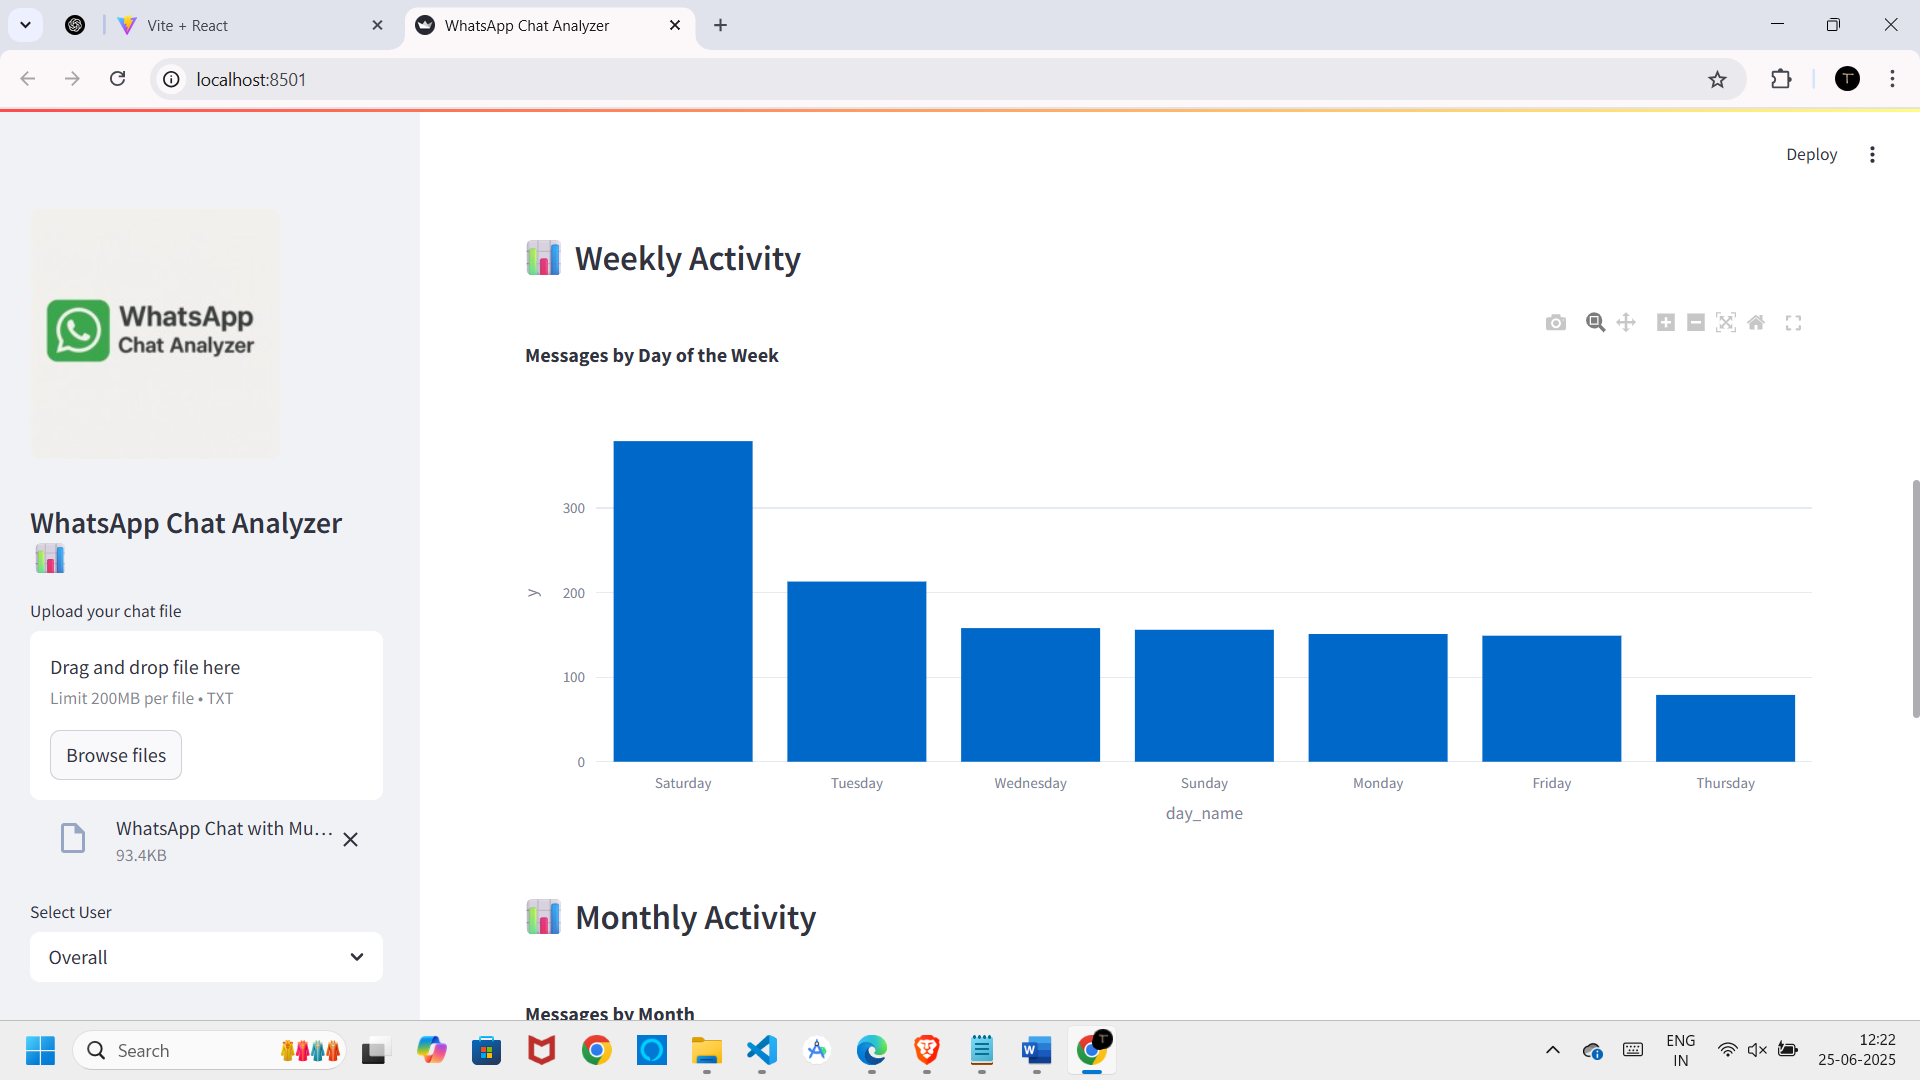 Vite + React
WhatsApp Chat Analyzer
localhost:8501
T
Deploy
WhatsApp
Chat Analyzer
WhatsApp Chat Analyzer
Upload your chat file
Drag and drop file here
Limit 200MB per file • TXT
Browse files
WhatsApp Chat with Mu...
93.4KB
Select User
Overall
Weekly Activity
Messages by Day of the Week
300
200
100
0
y
Saturday
Tuesday
Wednesday
Sunday
Monday
Friday
Thursday
day_name
Monthly Activity
Messages by Month
Search
W
T
ENG
IN
12:22
25-06-2025